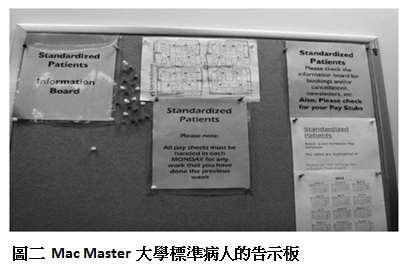 Standardized
Patients
Information
Board
Standardized
Patients
Please note:
All pay sheets must be
handed in each
MONDAY for any
work that you have
done the previous
week
Standardized
Patients
Please check the
information board for
bookings and/or
cancellations,
newsletters, etc.
Also; Please check
for your Pay Stubs
Standardized
Patients
圖二 Mac Master 大學標準病人的告示板